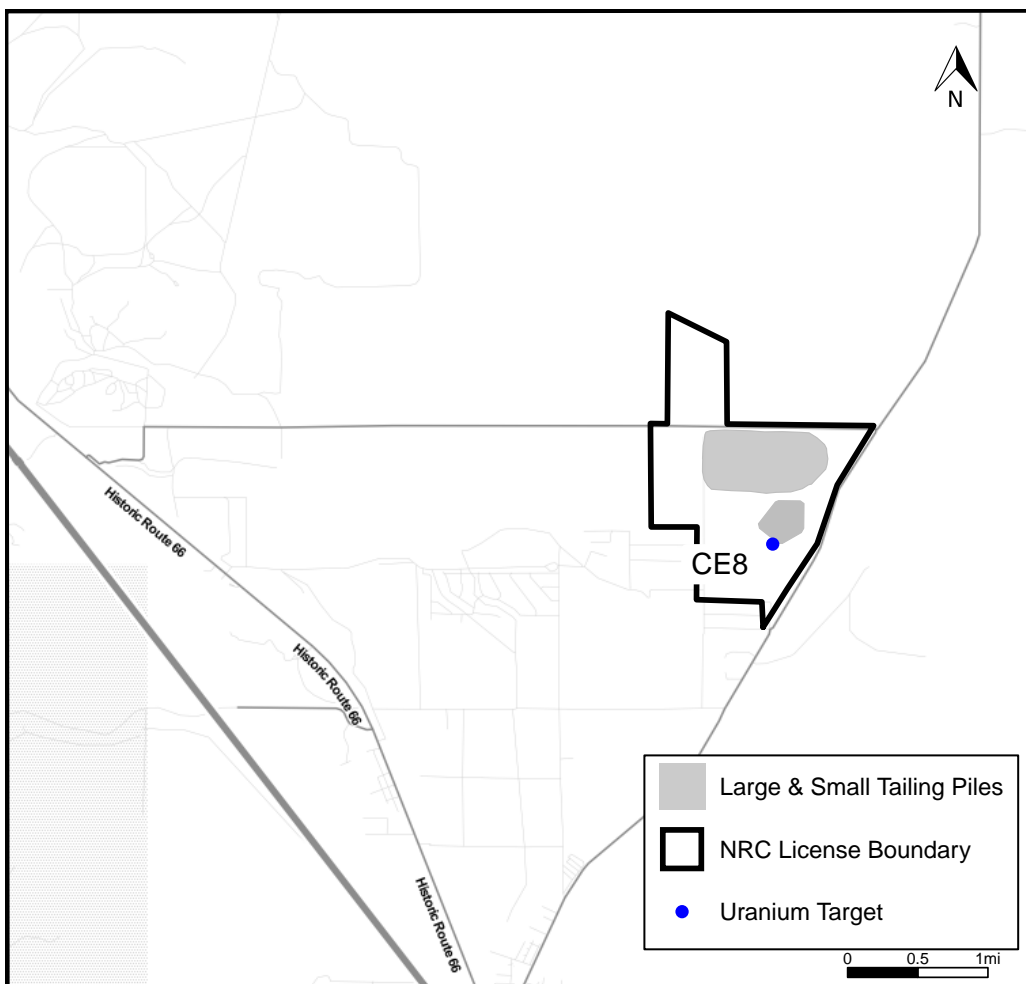 N
Historic Route 66
CE8
Historic Route 66
Historic Route 66
Large & Small Tailing Piles
NRC License Boundary
Uranium Target
0 0.5 1mi